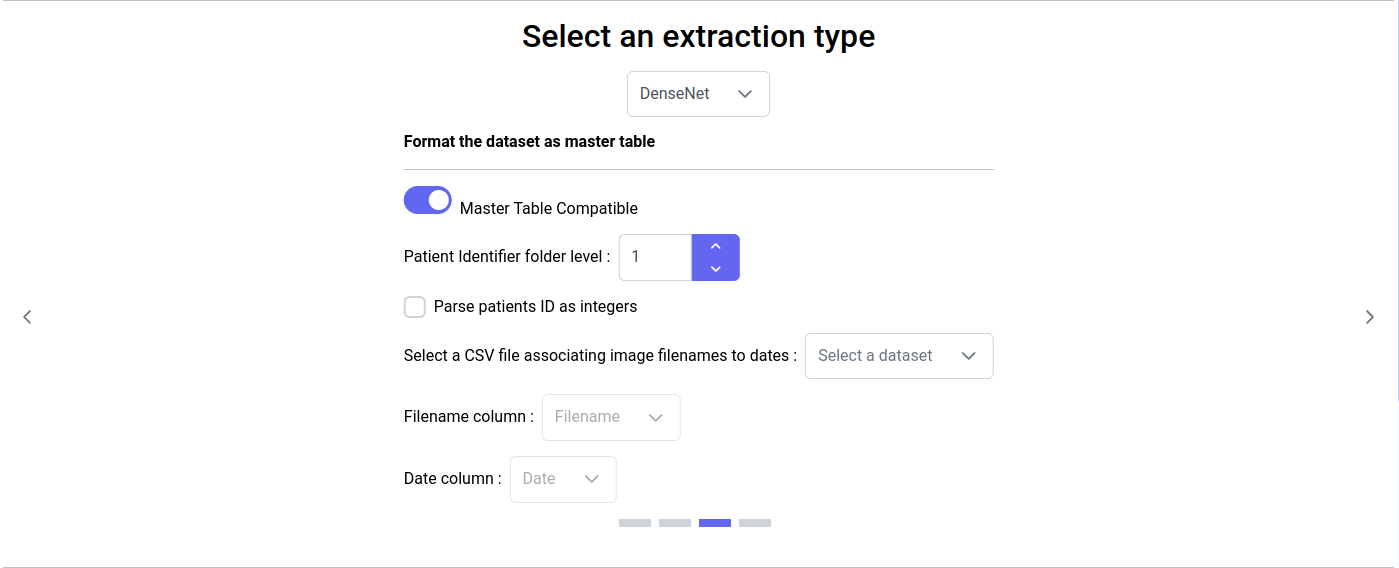 Select an extraction type
DenseNet
Format the dataset as master table
Master Table Compatible
Patient Identifier folder level : 1
Parse patients ID as integers
Select a CSV file associating image filenames to dates : Select a dataset
Filename column : Filename
Date column : Date